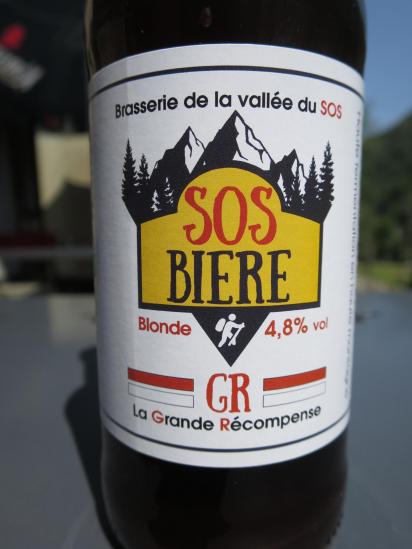 Brasserie de la vallée du SOS
SOS
BIERE
Blonde 4,8% vol
GR
La Grande Récompense